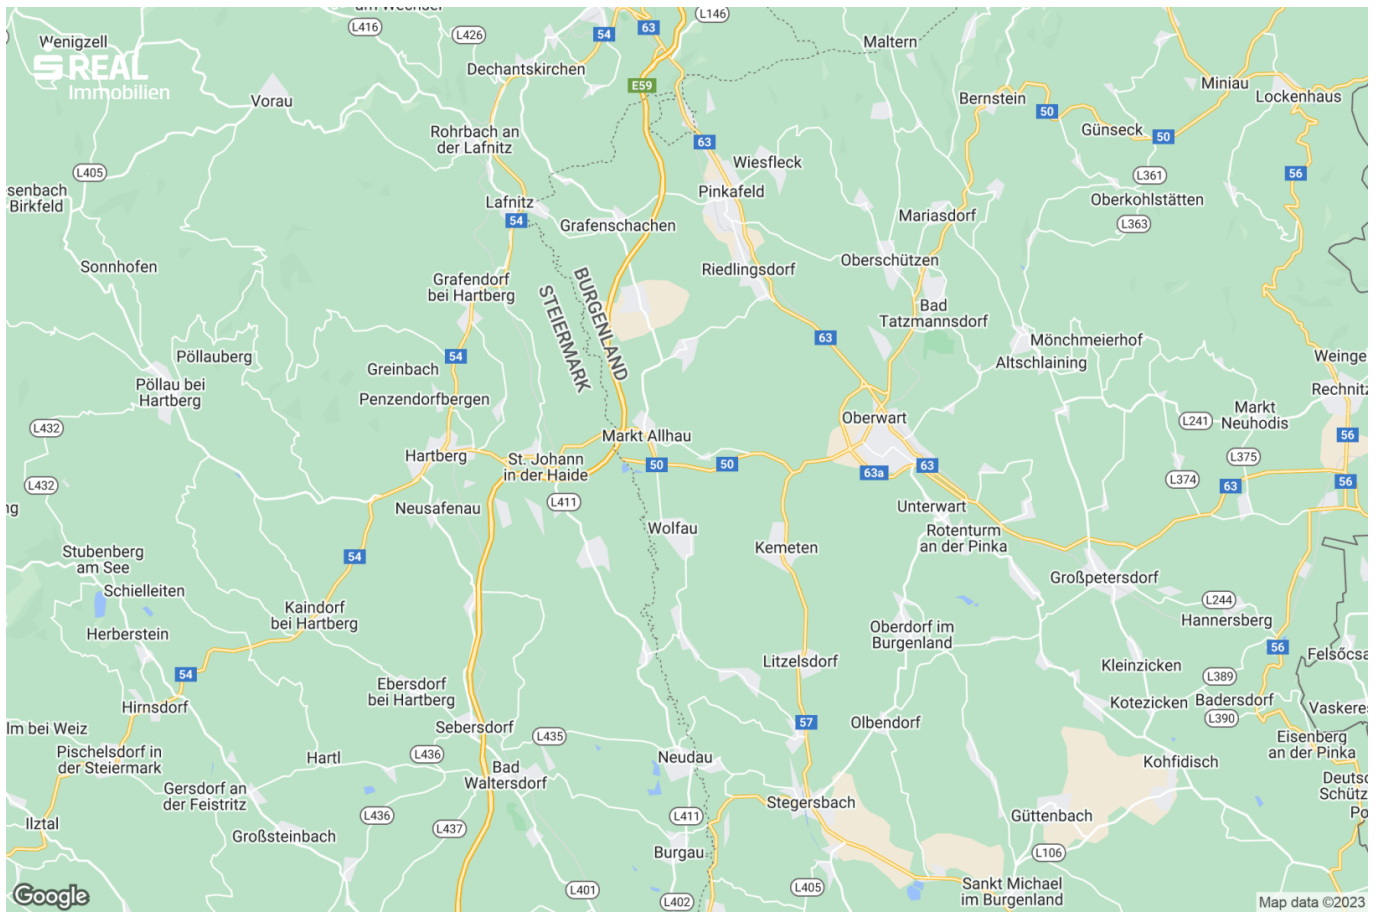 L146
L416
L426
54
63
Wenigzell
Maltern
REAL
Immobilien
Dechantskirchen
E59
Miniau
Lockenhaus
Vorau
Bernstein
50
Günseck
50
Rohrbach an
der Lafnitz
63
Wiesfleck
L405
L361
56
Birkfeld
Pinkafeld
Lafnitz
54
Oberkohlstätten
Mariasdorf
L363
Grafenschachen
Sonnhofen
Riedlingsdorf
Oberschützen
Grafendorf
bei Hartberg
BURGENLAND
STEIERMARK
Bad
Tatzmannsdorf
63
Mönchmeierhof
Altschlaining
Pöllauberg
54
Greinbach
Weinge
Rechnitz
Pöllau bei
Hartberg
Penzendorfbergen
Oberwart
Markt
Neuhodis
L241
L432
Markt Allhau
56
Hartberg
St. Johann
in der Haide
50
50
63a
63
L375
L374
63
56
L432
L411
Neusafenau
Unterwart
ng
Wolfau
Rotenturm
an der Pinka
Kemeten
Stubenberg
am See
54
Großpetersdorf
Schielleiten
L244
Hannersberg
Kaindorf
bei Hartberg
Herberstein
Oberdorf im
Burgenland
56
Felsőcsa
Litzelsdorf
Kleinzicken
54
L389
Ebersdorf
bei Hartberg
Hirnsdorf
Kotezicken
Badersdorf
Vaskeres
L390
lm bei Weiz
Sebersdorf
57
Olbendorf
L435
Eisenberg
an der Pinka
Pischelsdorf in
der Steiermark
Hartl
L436
Neudau
Kohfidisch
Bad
Waltersdorf
Deutsc
Schütz
Gersdorf an
der Feistritz
Stegersbach
Güttenbach
Po
L436
L437
L411
Ilztal
Großsteinbach
Burgau
L106
L401
L405
Sankt Michael
im Burgenland
L402
Google
Map data ©2023